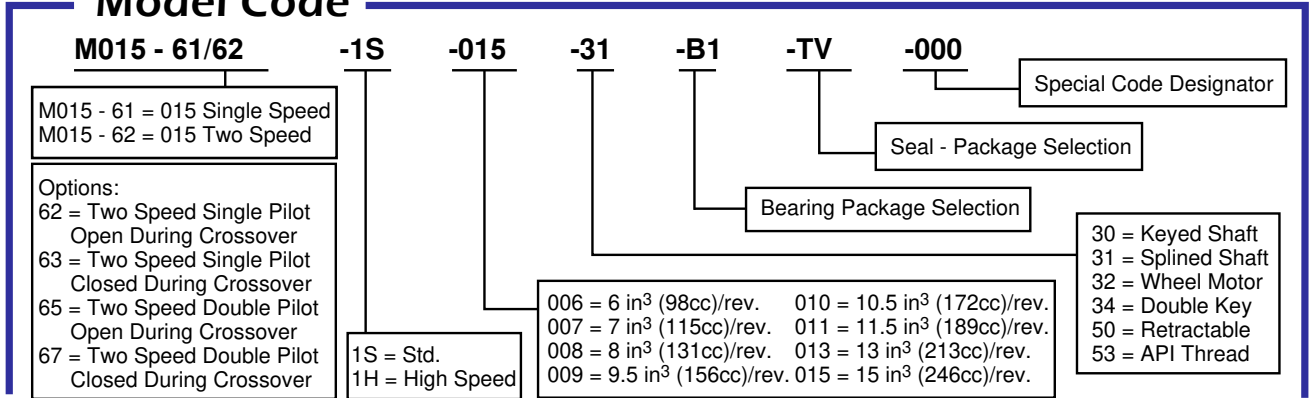 Model Code
M015 - 61/62 -1S -015 -31 -B1 -TV -000
Special Code Designator
M015 - 61 = 015 Single Speed
M015 - 62 = 015 Two Speed
Seal - Package Selection
Options:
62 = Two Speed Single Pilot
Open During Crossover
63 = Two Speed Single Pilot
Closed During Crossover
65 = Two Speed Double Pilot
Open During Crossover
67 = Two Speed Double Pilot
Closed During Crossover
Bearing Package Selection
30 = Keyed Shaft
31 = Splined Shaft
32 = Wheel Motor
34 = Double Key
50 = Retractable
53 = API Thread
1S = Std.
1H = High Speed
006 = 6 in³ (98cc)/rev. 010 = 10.5 in³ (172cc)/rev.
007 = 7 in³ (115cc)/rev. 011 = 11.5 in³ (189cc)/rev.
008 = 8 in³ (131cc)/rev. 013 = 13 in³ (213cc)/rev.
009 = 9.5 in³ (156cc)/rev. 015 = 15 in³ (246cc)/rev.